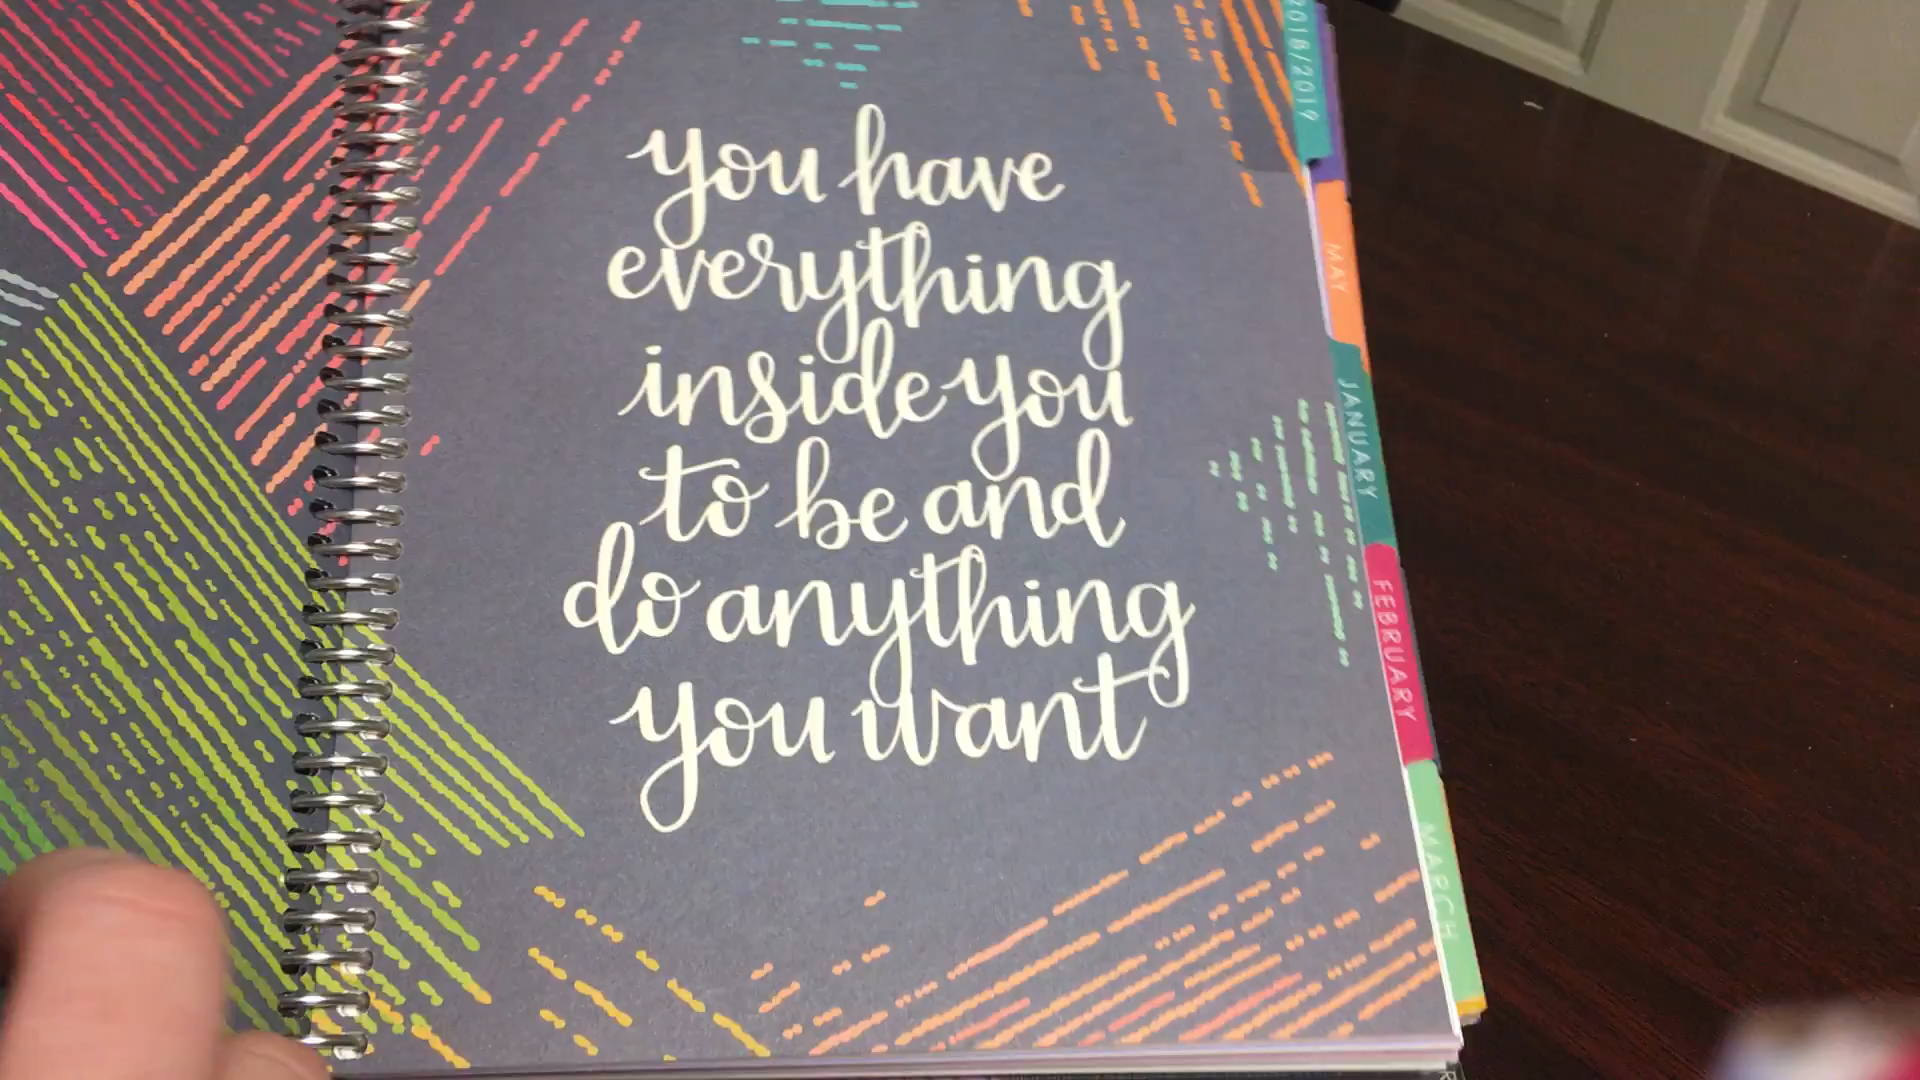 you have
everything
inside you
to be and
do anything
you want
2018/2019
MAY
JANUARY
FEBRUARY
MARCH